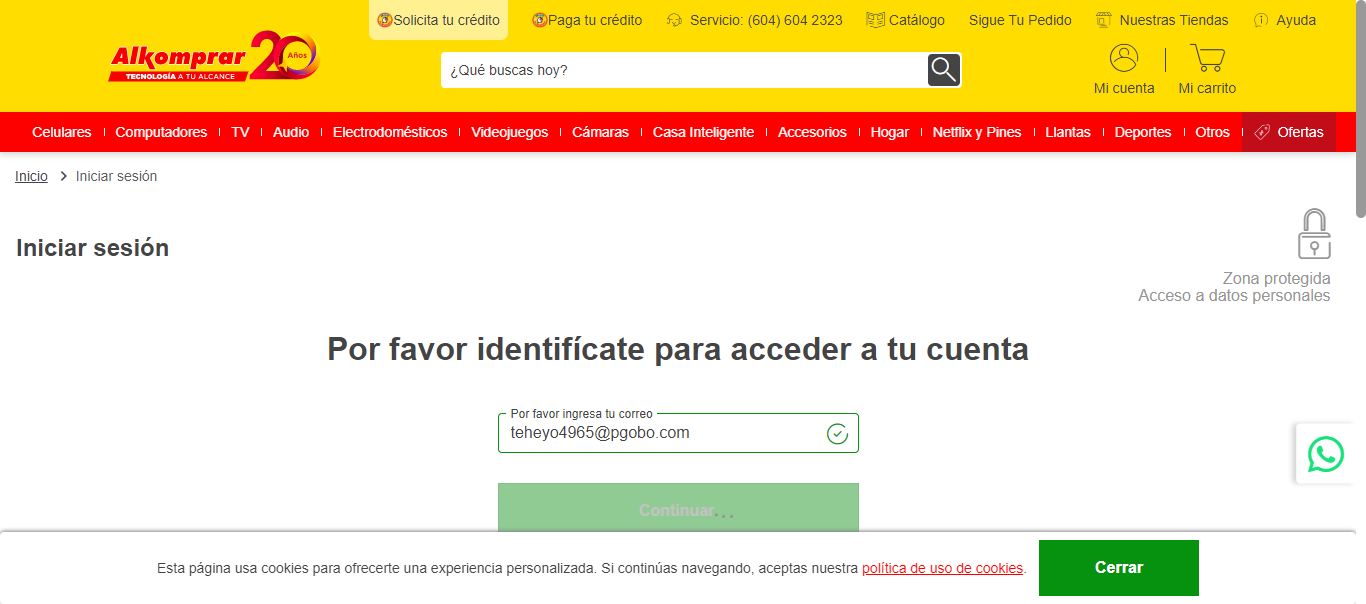 Solicita tu crédito Paga tu crédito Servicio: (604) 604 2323 Catálogo Sigue Tu Pedido Nuestras Tiendas Ayuda
Alkomprar 20 Años
TECNOLOGÍA A TU ALCANCE
¿Qué buscas hoy?
Mi cuenta Mi carrito
Celulares Computadores TV Audio Electrodomésticos Videojuegos Cámaras Casa Inteligente Accesorios Hogar Netflix y Pines Llantas Deportes Otros Ofertas
Inicio Iniciar sesión
Iniciar sesión
Zona protegida
Acceso a datos personales
Por favor identifícate para acceder a tu cuenta
Por favor ingresa tu correo
teheyo4965@pgobo.com
Continuar...
Esta página usa cookies para ofrecerte una experiencia personalizada. Si continúas navegando, aceptas nuestra política de uso de cookies.
Cerrar